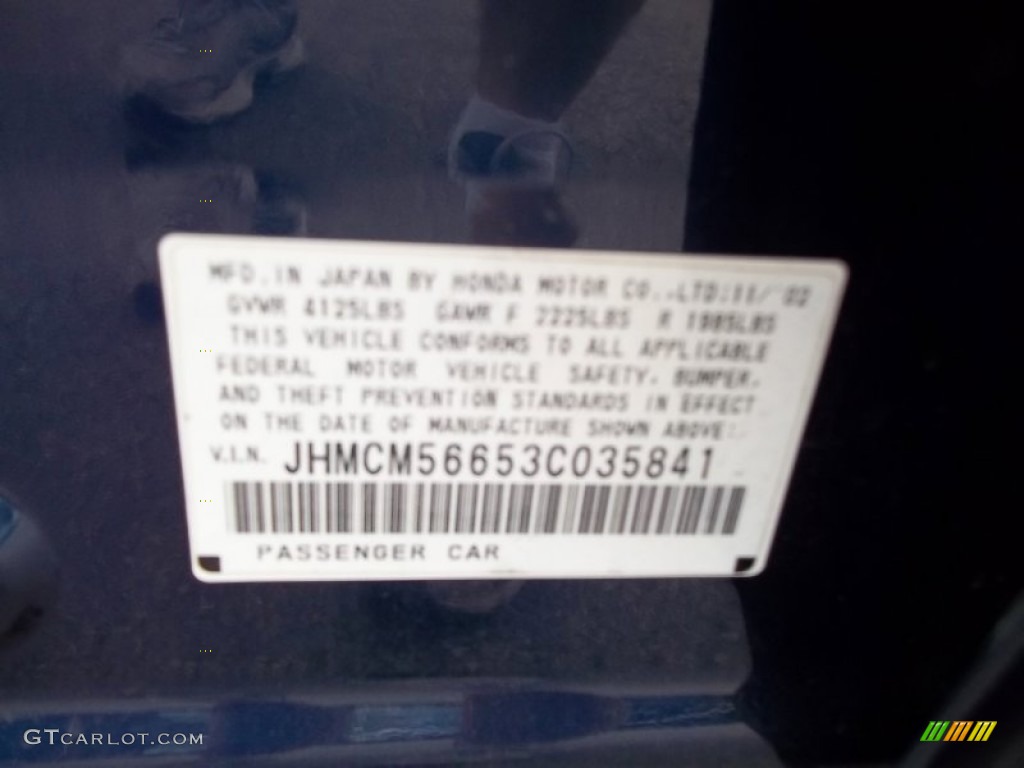 MFD. IN JAPAN BY HONDA MOTOR CO.,LTD;11/'02
GVWR 4125LBS GAWR F 2225LBS R 1985LBS
THIS VEHICLE CONFORMS TO ALL APPLICABLE
FEDERAL MOTOR VEHICLE SAFETY, BUMPER,
AND THEFT PREVENTION STANDARDS IN EFFECT
ON THE DATE OF MANUFACTURE SHOWN ABOVE.
V.I.N. JHMCM56653C035841
PASSENGER CAR
GTCARLOT.COM